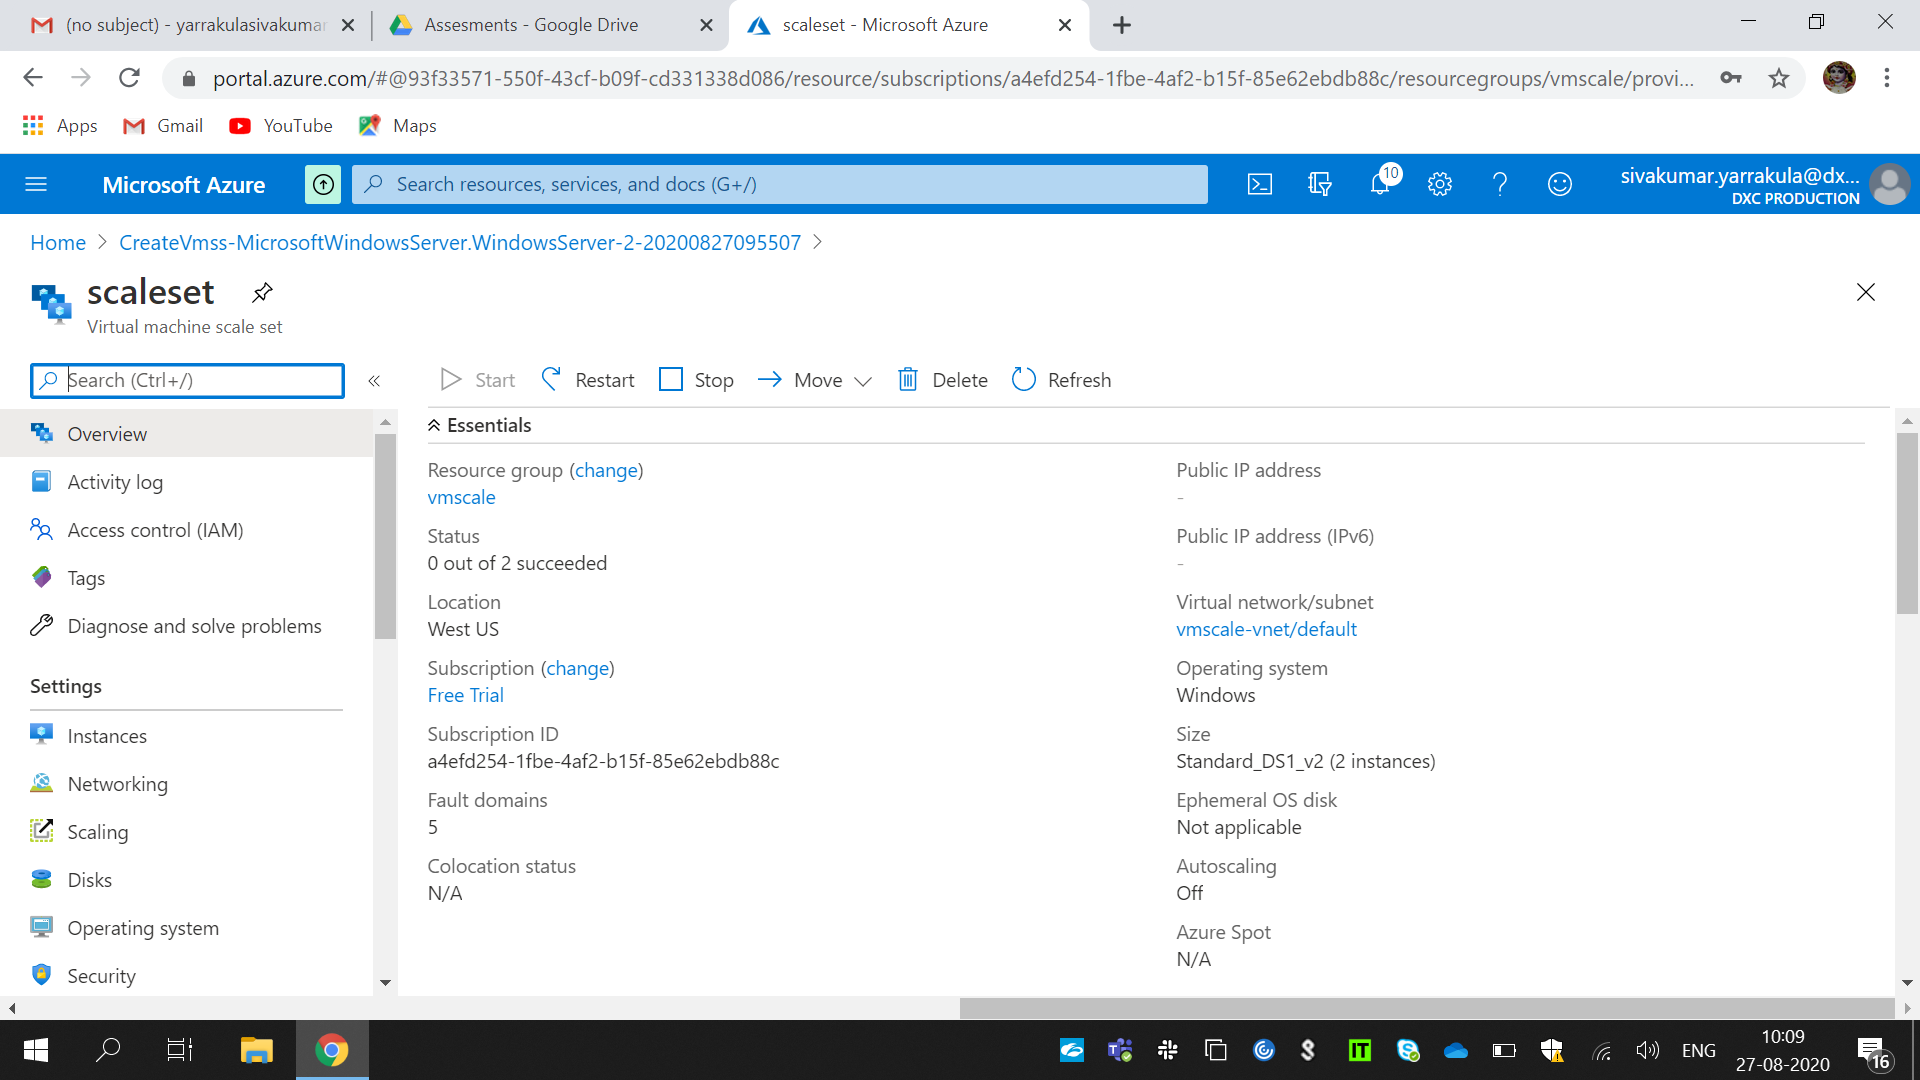 (no subject) - yarrakulasivakumar
Assesments - Google Drive
scaleset - Microsoft Azure
portal.azure.com/#@93f33571-550f-43cf-b09f-cd331338d086/resource/subscriptions/a4efd254-1fbe-4af2-b15f-85e62ebdb88c/resourcegroups/vmscale/provi...
Apps
Gmail
YouTube
Maps
Microsoft Azure
Search resources, services, and docs (G+/)
10
sivakumar.yarrakula@dx...
DXC PRODUCTION
Home > CreateVmss-MicrosoftWindowsServer.WindowsServer-2-20200827095507 >
scaleset
Virtual machine scale set
Search (Ctrl+/)
«
Start
Restart
Stop
Move
Delete
Refresh
Overview
Activity log
Access control (IAM)
Tags
Diagnose and solve problems
Settings
Instances
Networking
Scaling
Disks
Operating system
Security
Essentials
Resource group (change)
vmscale
Status
0 out of 2 succeeded
Location
West US
Subscription (change)
Free Trial
Subscription ID
a4efd254-1fbe-4af2-b15f-85e62ebdb88c
Fault domains
5
Colocation status
N/A
Public IP address
-
Public IP address (IPv6)
-
Virtual network/subnet
vmscale-vnet/default
Operating system
Windows
Size
Standard_DS1_v2 (2 instances)
Ephemeral OS disk
Not applicable
Autoscaling
Off
Azure Spot
N/A
IT
ENG
10:09
27-08-2020
16